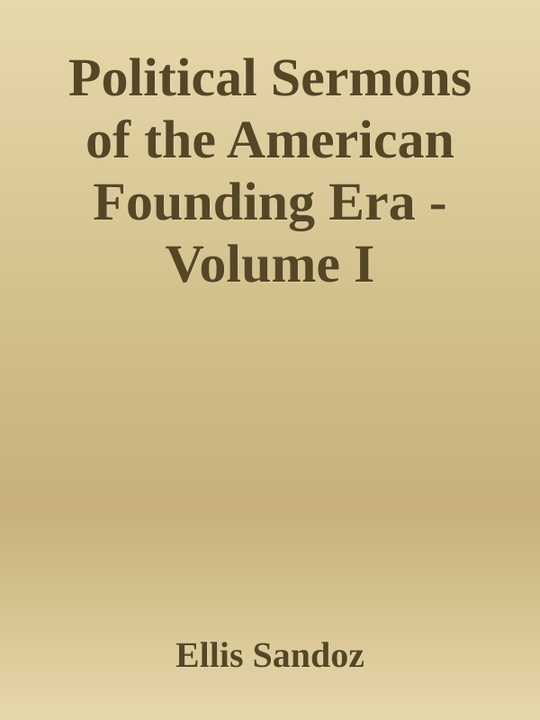 Political Sermons
of the American
Founding Era -
Volume I
Ellis Sandoz